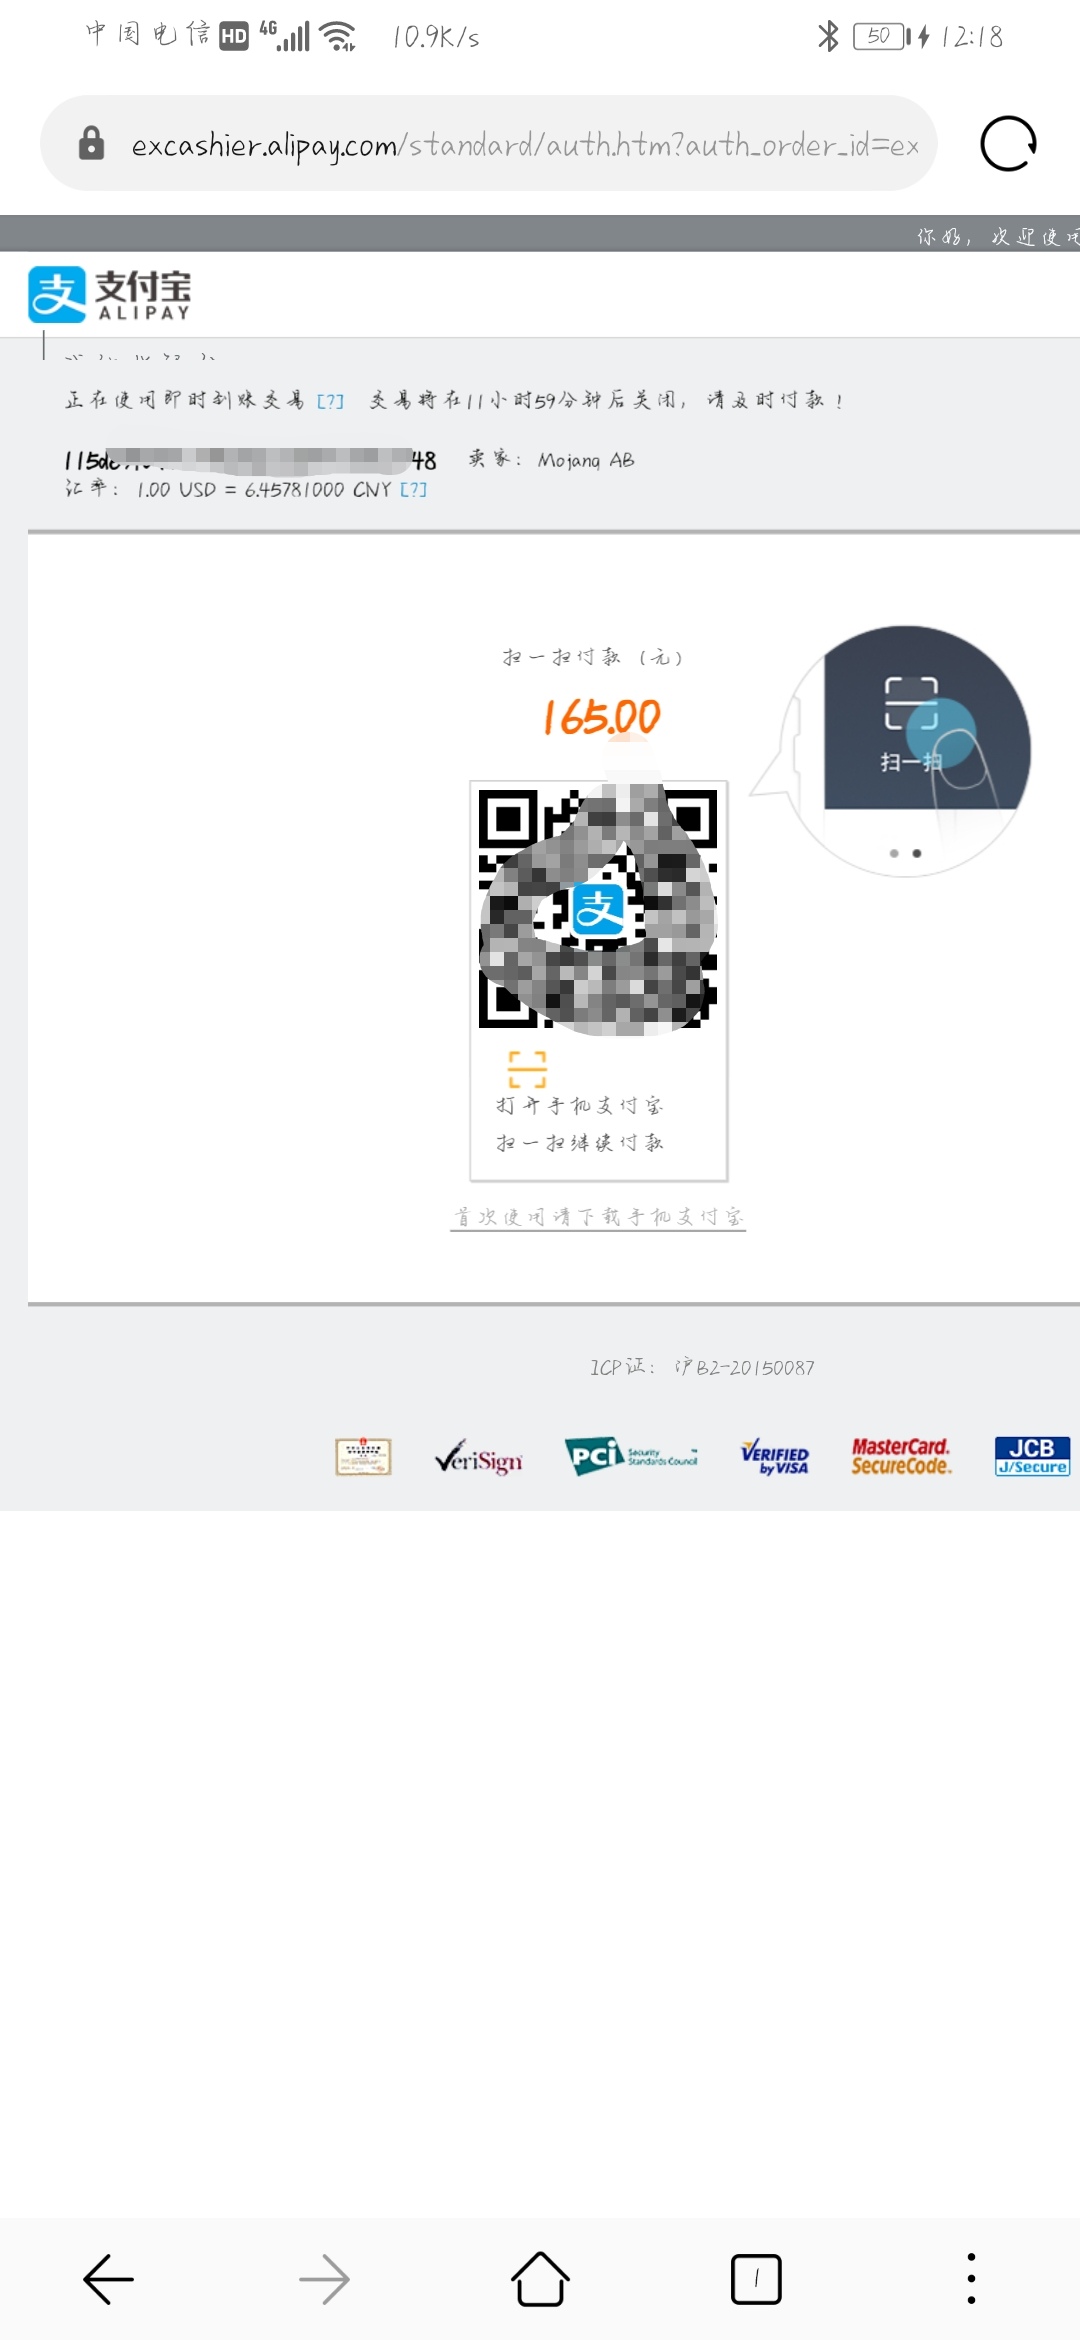 中国电信 HD 4G 10.9K/s 50 12:18
excashier.alipay.com/standard/auth.htm?auth_order_id=ex
你好，欢迎使用
支 支付宝
ALIPAY
正在使用即时到账交易 [?] 交易将在11小时59分钟后关闭，请及时付款！
115de 48 卖家： Mojang AB
汇率： 1.00 USD = 6.45781000 CNY [?]
扫一扫付款（元）
165.00
扫一扫
支
打开手机支付宝
扫一扫继续付款
首次使用请下载手机支付宝
ICP证： 沪B2-20150087
VeriSign
PCI Security Standards Council
VERIFIED by VISA
MasterCard. SecureCode.
JCB J/Secure
1